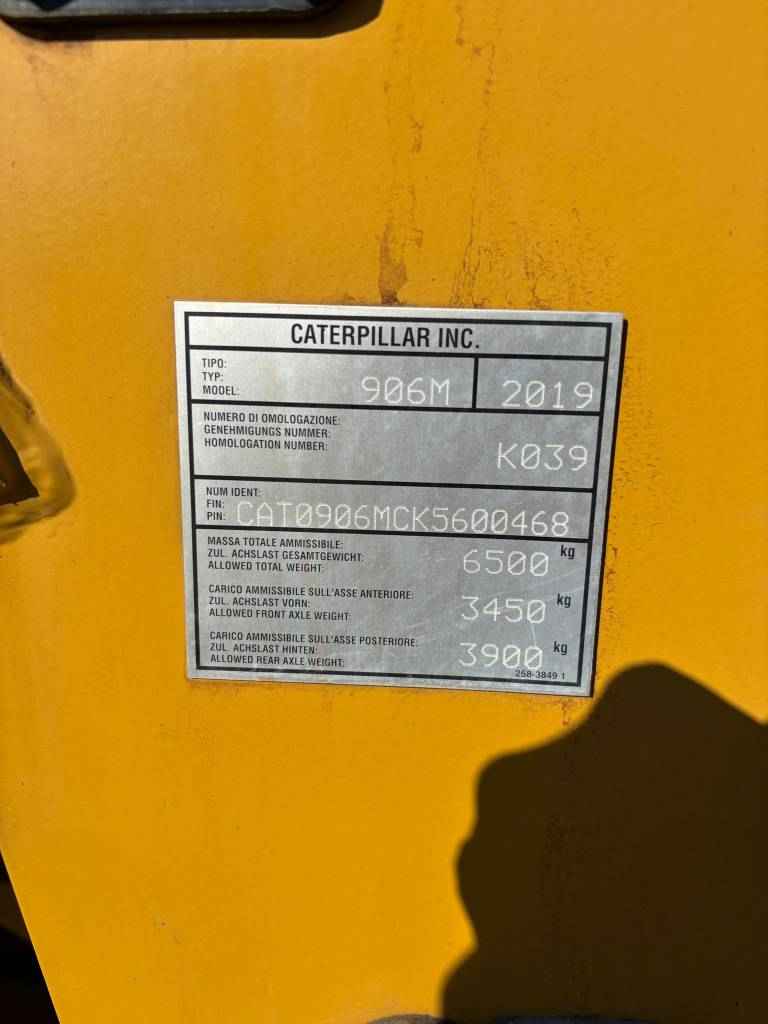 CATERPILLAR INC.
TIPO:
TYP:
MODEL: 906M 2019
NUMERO DI OMOLOGAZIONE:
GENEHMIGUNGS NUMMER:
HOMOLOGATION NUMBER: K039
NUM IDENT:
FIN:
PIN: CAT0906MCK5600468
MASSA TOTALE AMMISSIBILE:
ZUL. ACHSLAST GESAMTGEWICHT:
ALLOWED TOTAL WEIGHT: 6500 kg
CARICO AMMISSIBILE SULL'ASSE ANTERIORE:
ZUL. ACHSLAST VORN:
ALLOWED FRONT AXLE WEIGHT: 3450 kg
CARICO AMMISSIBILE SULL'ASSE POSTERIORE:
ZUL. ACHSLAST HINTEN:
ALLOWED REAR AXLE WEIGHT: 3900 kg
258-3849 1